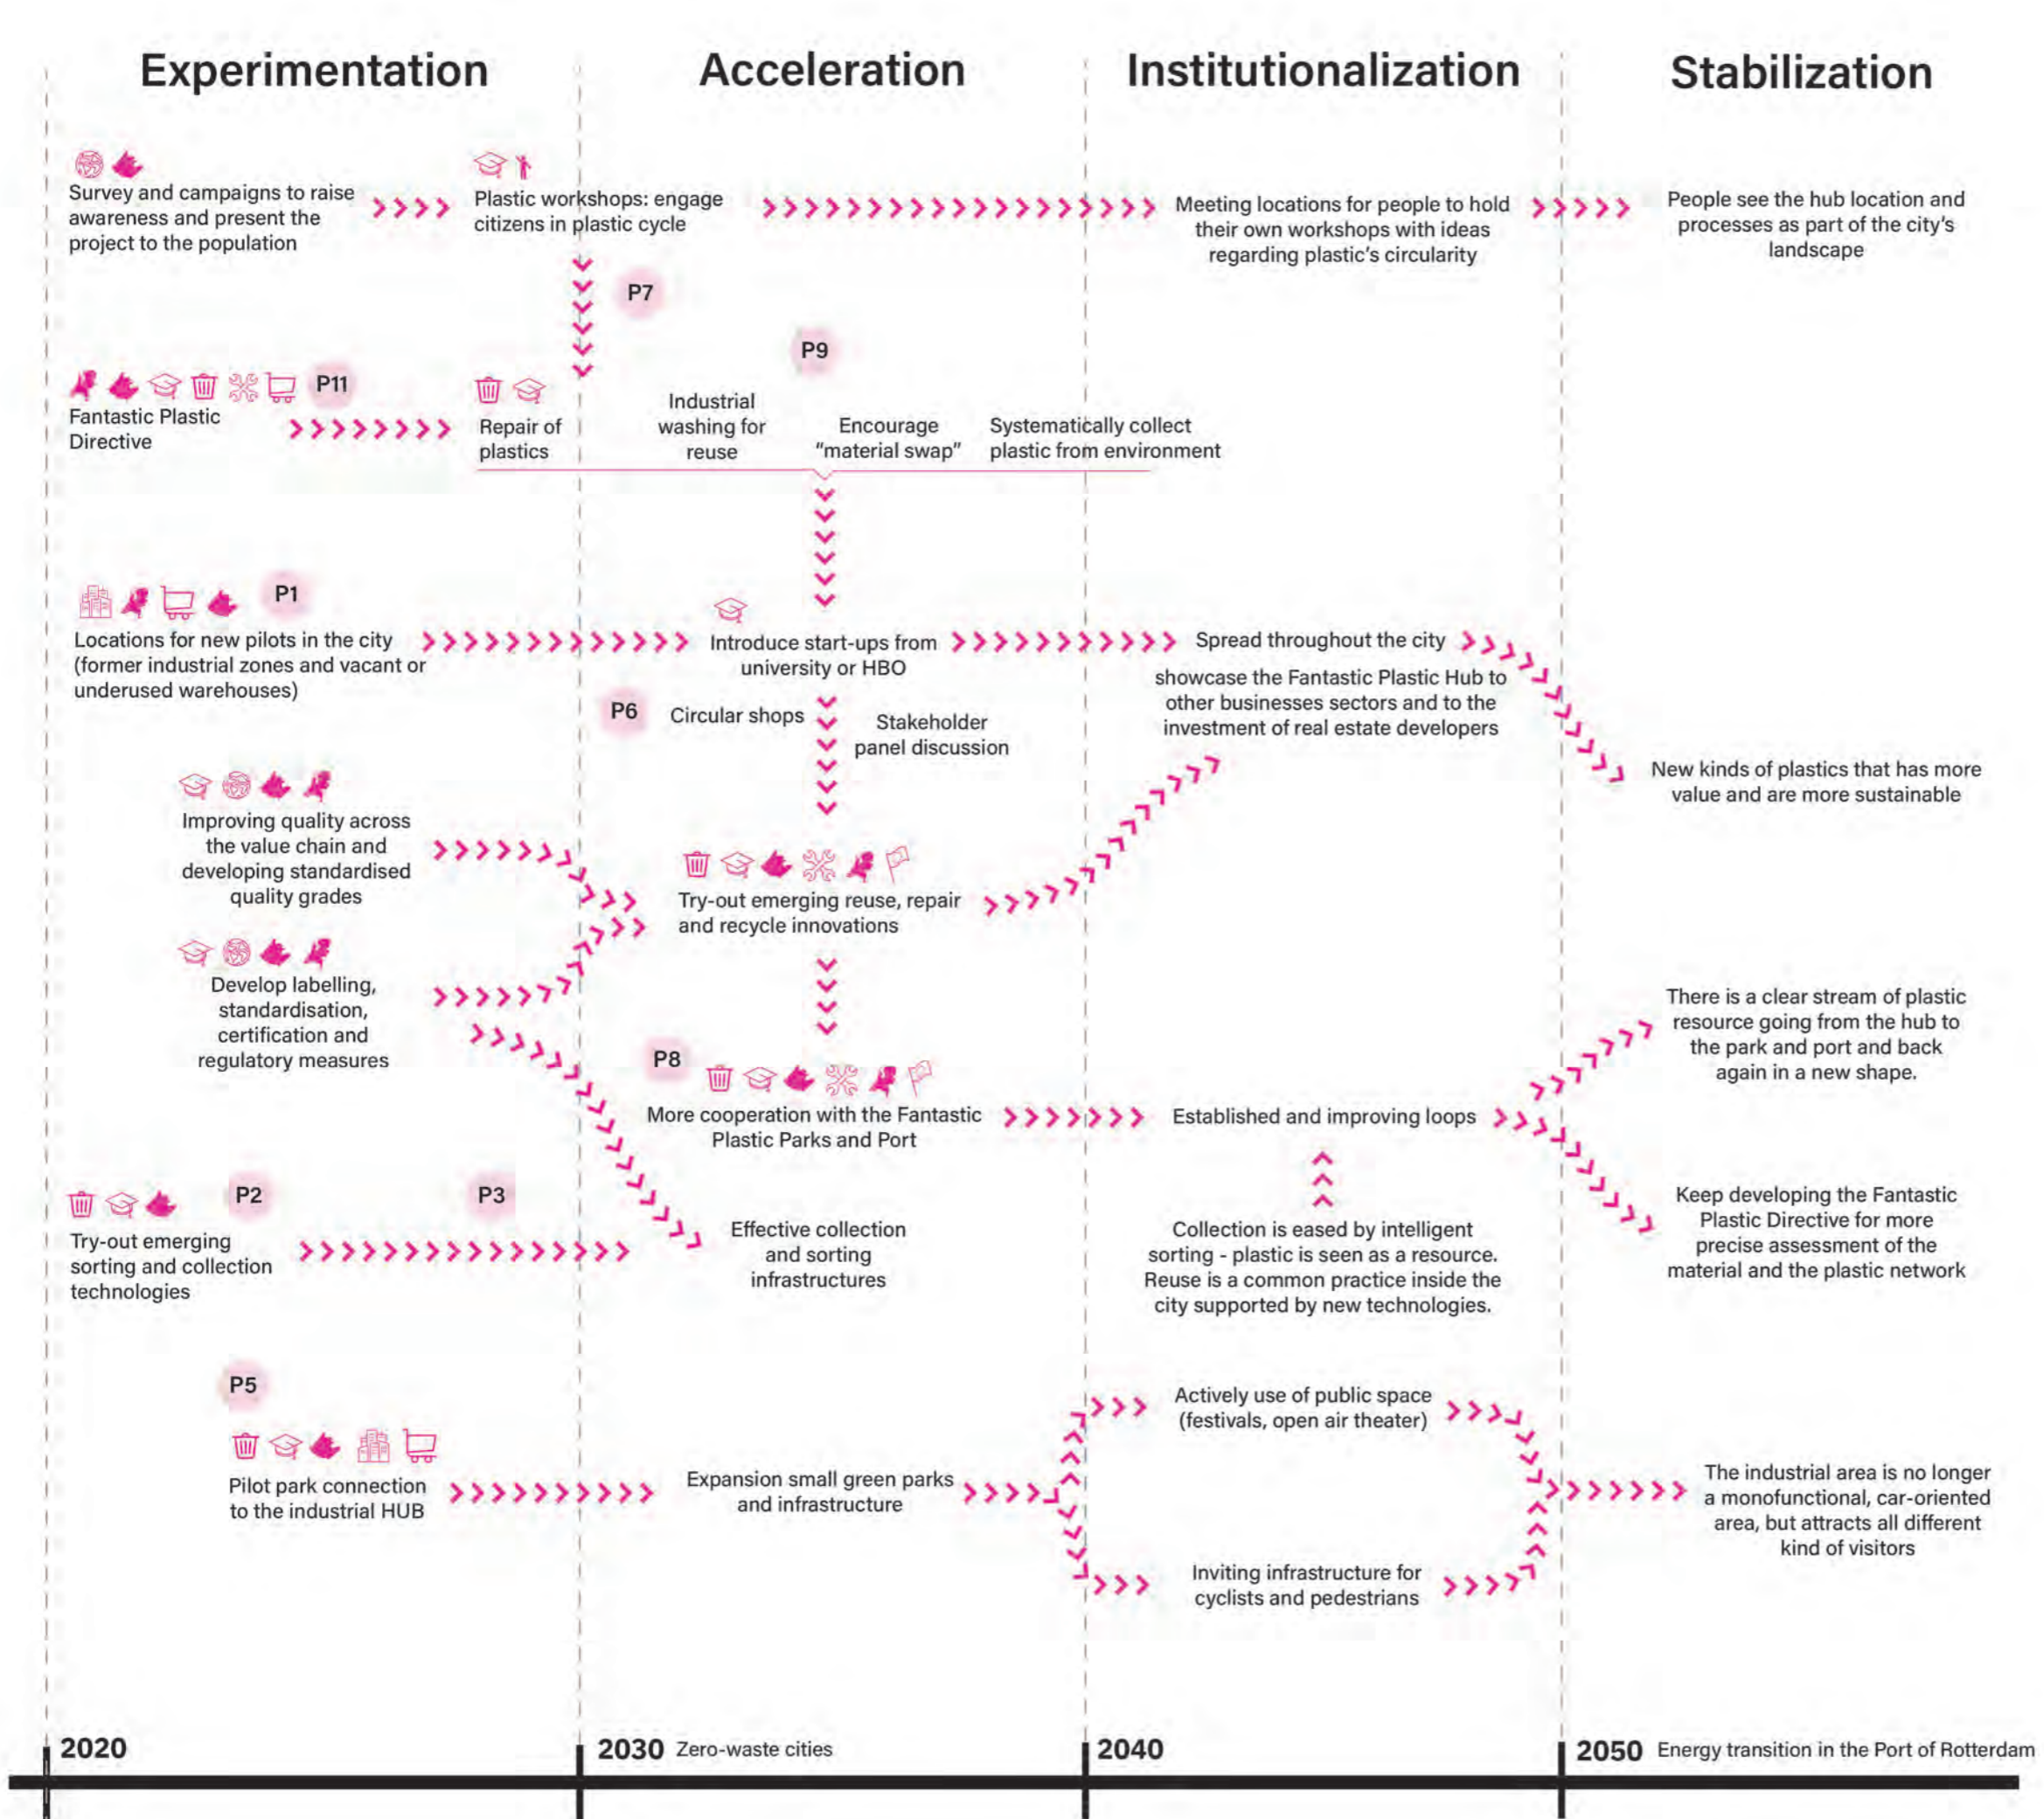 Experimentation
Acceleration
Institutionalization
Stabilization
Survey and campaigns to raise
awareness and present the
project to the population
Plastic workshops: engage
citizens in plastic cycle
Meeting locations for people to hold
their own workshops with ideas
regarding plastic's circularity
People see the hub location and
processes as part of the city's
landscape
P7
P9
P11
Fantastic Plastic
Directive
Repair of
plastics
Industrial
washing for
reuse
Encourage
“material swap”
Systematically collect
plastic from environment
P1
Locations for new pilots in the city
(former industrial zones and vacant or
underused warehouses)
Introduce start-ups from
university or HBO
Spread throughout the city
showcase the Fantastic Plastic Hub to
other businesses sectors and to the
investment of real estate developers
P6
Circular shops
Stakeholder
panel discussion
New kinds of plastics that has more
value and are more sustainable
Improving quality across
the value chain and
developing standardised
quality grades
Try-out emerging reuse, repair
and recycle innovations
Develop labelling,
standardisation,
certification and
regulatory measures
There is a clear stream of plastic
resource going from the hub to
the park and port and back
again in a new shape.
P8
More cooperation with the Fantastic
Plastic Parks and Port
Established and improving loops
P2
P3
Try-out emerging
sorting and collection
technologies
Effective collection
and sorting
infrastructures
Collection is eased by intelligent
sorting - plastic is seen as a resource.
Reuse is a common practice inside the
city supported by new technologies.
Keep developing the Fantastic
Plastic Directive for more
precise assessment of the
material and the plastic network
P5
Pilot park connection
to the industrial HUB
Expansion small green parks
and infrastructure
Actively use of public space
(festivals, open air theater)
Inviting infrastructure for
cyclists and pedestrians
The industrial area is no longer
a monofunctional, car-oriented
area, but attracts all different
kind of visitors
2020
2030 Zero-waste cities
2040
2050 Energy transition in the Port of Rotterdam